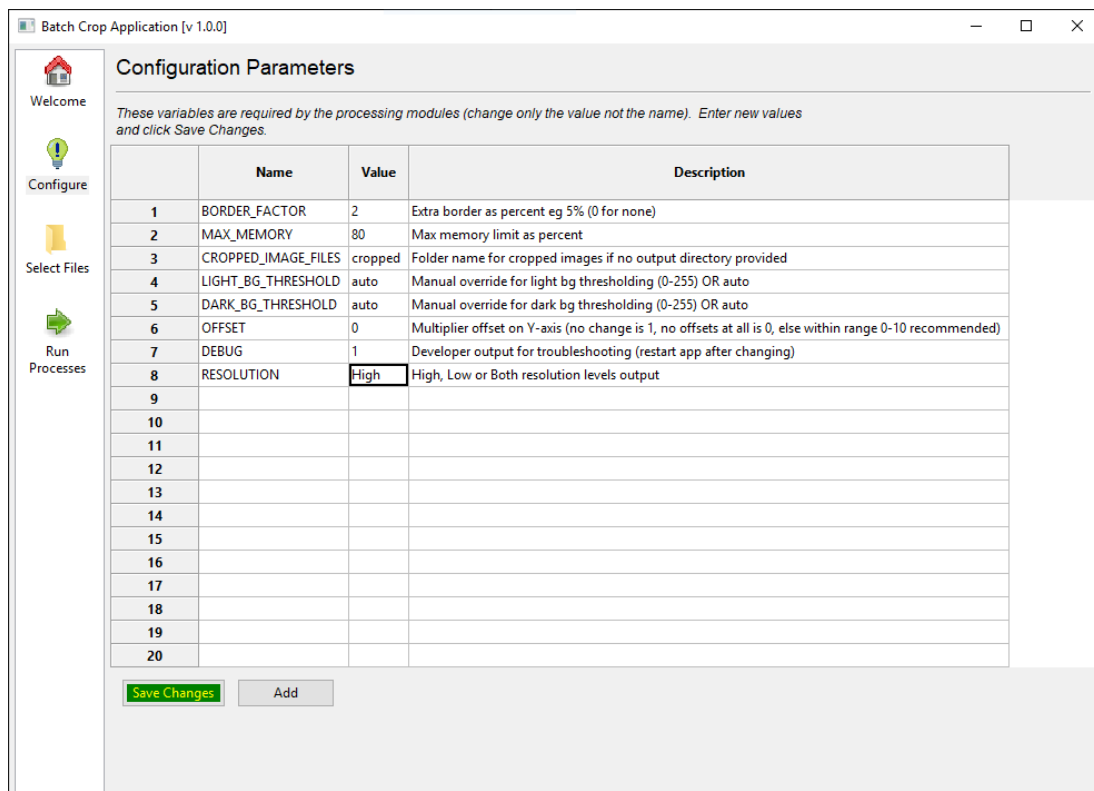 Batch Crop Application [v 1.0.0]
Welcome
Configure
Select Files
Run
Processes
Configuration Parameters
These variables are required by the processing modules (change only the value not the name).  Enter new values
and click Save Changes.
Name Value Description
1 BORDER_FACTOR 2 Extra border as percent eg 5% (0 for none)
2 MAX_MEMORY 80 Max memory limit as percent
3 CROPPED_IMAGE_FILES cropped Folder name for cropped images if no output directory provided
4 LIGHT_BG_THRESHOLD auto Manual override for light bg thresholding (0-255) OR auto
5 DARK_BG_THRESHOLD auto Manual override for dark bg thresholding (0-255) OR auto
6 OFFSET 0 Multiplier offset on Y-axis (no change is 1, no offsets at all is 0, else within range 0-10 recommended)
7 DEBUG 1 Developer output for troubleshooting (restart app after changing)
8 RESOLUTION High High, Low or Both resolution levels output
9
10
11
12
13
14
15
16
17
18
19
20
Save Changes Add